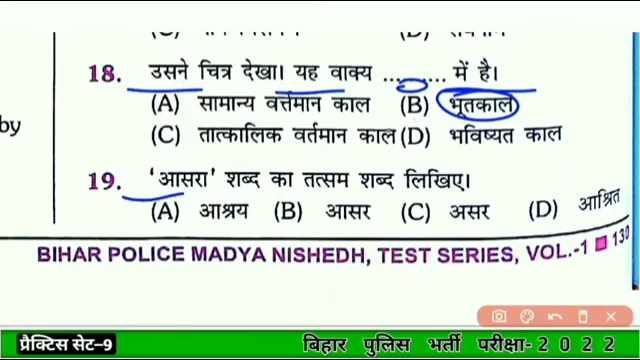 18. उसने चित्र देखा। यह वाक्य ......... में है।
(A) सामान्य वर्त्तमान काल (B) भूतकाल
by
(C) तात्कालिक वर्तमान काल (D) भविष्यत काल
19. 'आसरा' शब्द का तत्सम शब्द लिखिए।
(A) आश्रय (B) आसर (C) असर (D) आश्रित
BIHAR POLICE MADYA NISHEDH, TEST SERIES, VOL.-1 ■ 130
प्रैक्टिस सेट-9 बिहार पुलिस भर्ती परीक्षा-2022